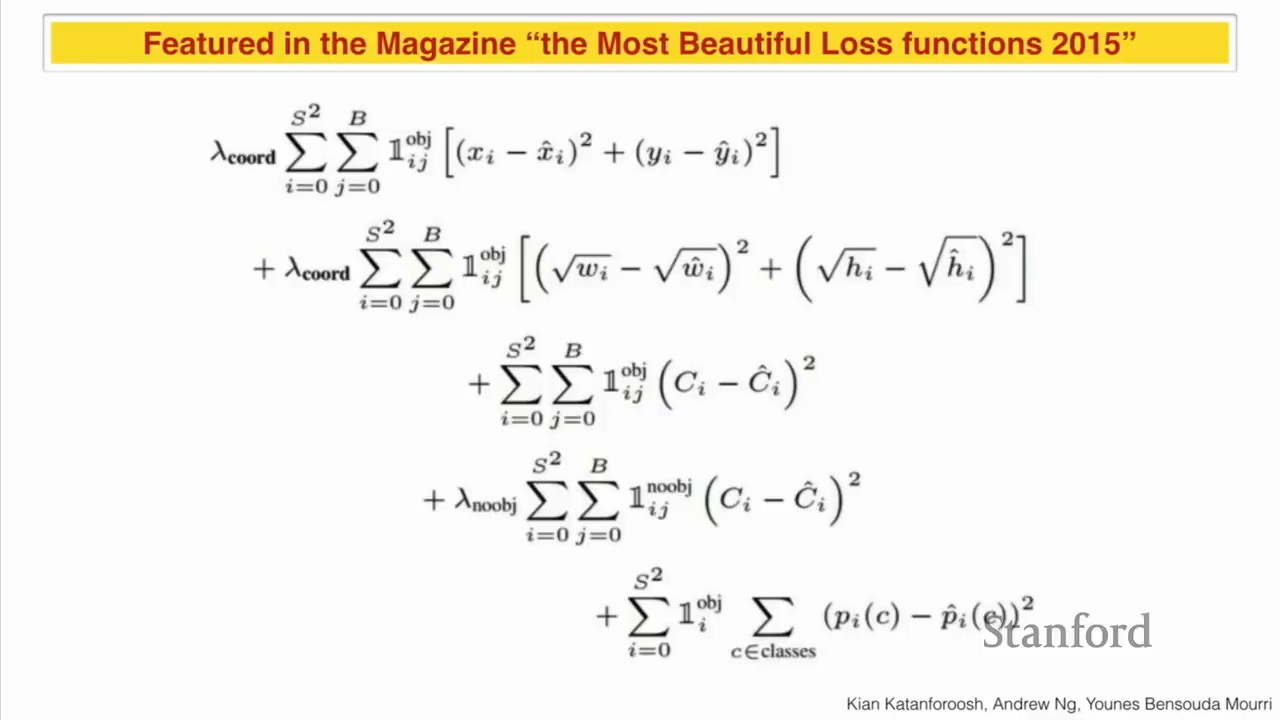 Featured in the Magazine “the Most Beautiful Loss functions 2015”
λ_coord ∑_{i=0}^{S^2} ∑_{j=0}^{B} 𝟙_{ij}^{obj} [(x_i − x̂_i)^2 + (y_i − ŷ_i)^2]
+ λ_coord ∑_{i=0}^{S^2} ∑_{j=0}^{B} 𝟙_{ij}^{obj} [(√w_i − √ŵ_i)^2 + (√h_i − √ĥ_i)^2]
+ ∑_{i=0}^{S^2} ∑_{j=0}^{B} 𝟙_{ij}^{obj} (C_i − Ĉ_i)^2
+ λ_noobj ∑_{i=0}^{S^2} ∑_{j=0}^{B} 𝟙_{ij}^{noobj} (C_i − Ĉ_i)^2
+ ∑_{i=0}^{S^2} 𝟙_i^{obj} ∑_{c∈classes} (p_i(c) − p̂_i(c))^2
Stanford
Kian Katanforoosh, Andrew Ng, Younes Bensouda Mourri